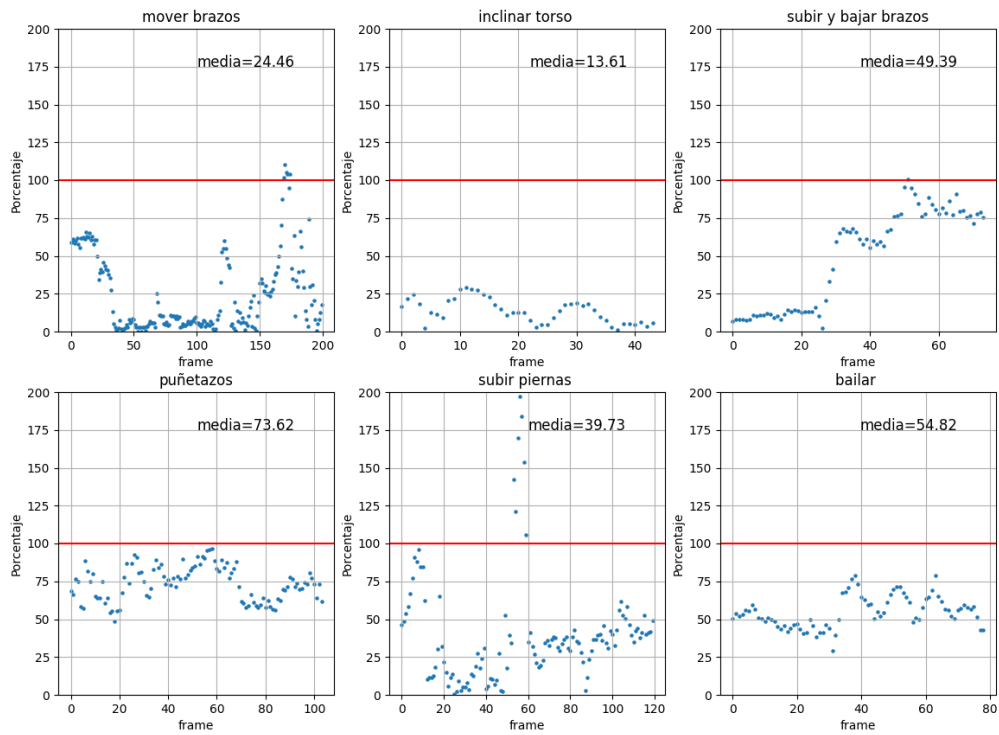 mover brazos
200
175
150
125
100
75
50
25
0
Porcentaje
media=24.46
0 50 100 150 200
frame
inclinar torso
200
175
150
125
100
75
50
25
0
Porcentaje
media=13.61
0 10 20 30 40
frame
subir y bajar brazos
200
175
150
125
100
75
50
25
0
Porcentaje
media=49.39
0 20 40 60
frame
puñetazos
200
175
150
125
100
75
50
25
0
Porcentaje
media=73.62
0 20 40 60 80 100
frame
subir piernas
200
175
150
125
100
75
50
25
0
Porcentaje
media=39.73
0 20 40 60 80 100 120
frame
bailar
200
175
150
125
100
75
50
25
0
Porcentaje
media=54.82
0 20 40 60 80
frame